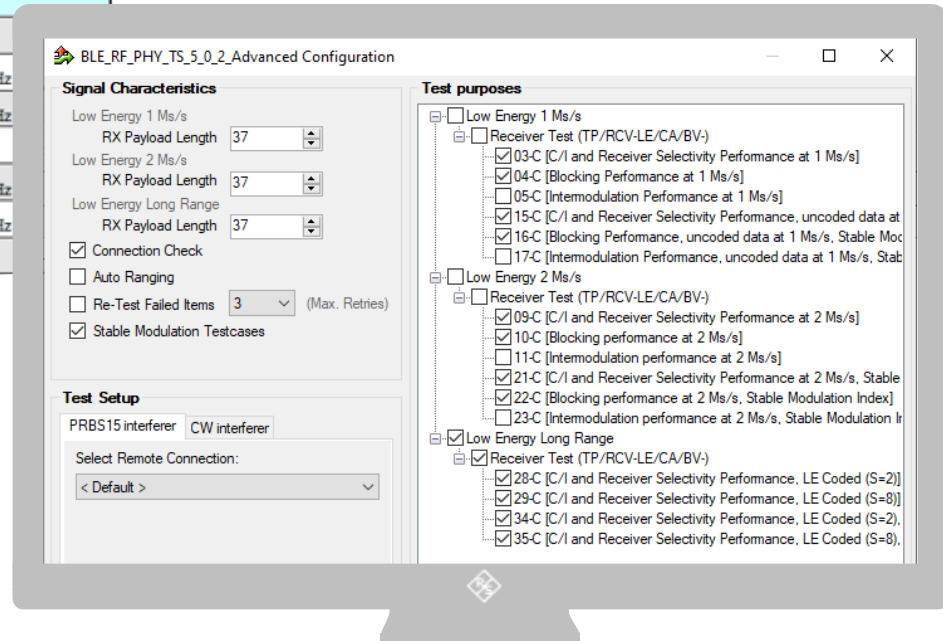 BLE_RF_PHY_TS_5_0_2_Advanced Configuration
Signal Characteristics
Low Energy 1 Ms/s
RX Payload Length 37
Low Energy 2 Ms/s
RX Payload Length 37
Low Energy Long Range
RX Payload Length 37
Connection Check
Auto Ranging
Re-Test Failed Items 3 (Max. Retries)
Stable Modulation Testcases
Test Setup
PRBS15 interferer CW interferer
Select Remote Connection:
< Default >
Test purposes
Low Energy 1 Ms/s
Receiver Test (TP/RCV-LE/CA/BV-)
03-C [C/I and Receiver Selectivity Performance at 1 Ms/s]
04-C [Blocking Performance at 1 Ms/s]
05-C [Intermodulation Performance at 1 Ms/s]
15-C [C/I and Receiver Selectivity Performance, uncoded data at
16-C [Blocking Performance, uncoded data at 1 Ms/s, Stable Moc
17-C [Intermodulation Performance, uncoded data at 1 Ms/s, Stab
Low Energy 2 Ms/s
Receiver Test (TP/RCV-LE/CA/BV-)
09-C [C/I and Receiver Selectivity Performance at 2 Ms/s]
10-C [Blocking performance at 2 Ms/s]
11-C [Intermodulation performance at 2 Ms/s]
21-C [C/I and Receiver Selectivity Performance at 2 Ms/s, Stable
22-C [Blocking performance at 2 Ms/s, Stable Modulation Index]
23-C [Intermodulation performance at 2 Ms/s, Stable Modulation Ir
Low Energy Long Range
Receiver Test (TP/RCV-LE/CA/BV-)
28-C [C/I and Receiver Selectivity Performance, LE Coded (S=2)]
29-C [C/I and Receiver Selectivity Performance, LE Coded (S=8)]
34-C [C/I and Receiver Selectivity Performance, LE Coded (S=2),
35-C [C/I and Receiver Selectivity Performance, LE Coded (S=8),
R&S